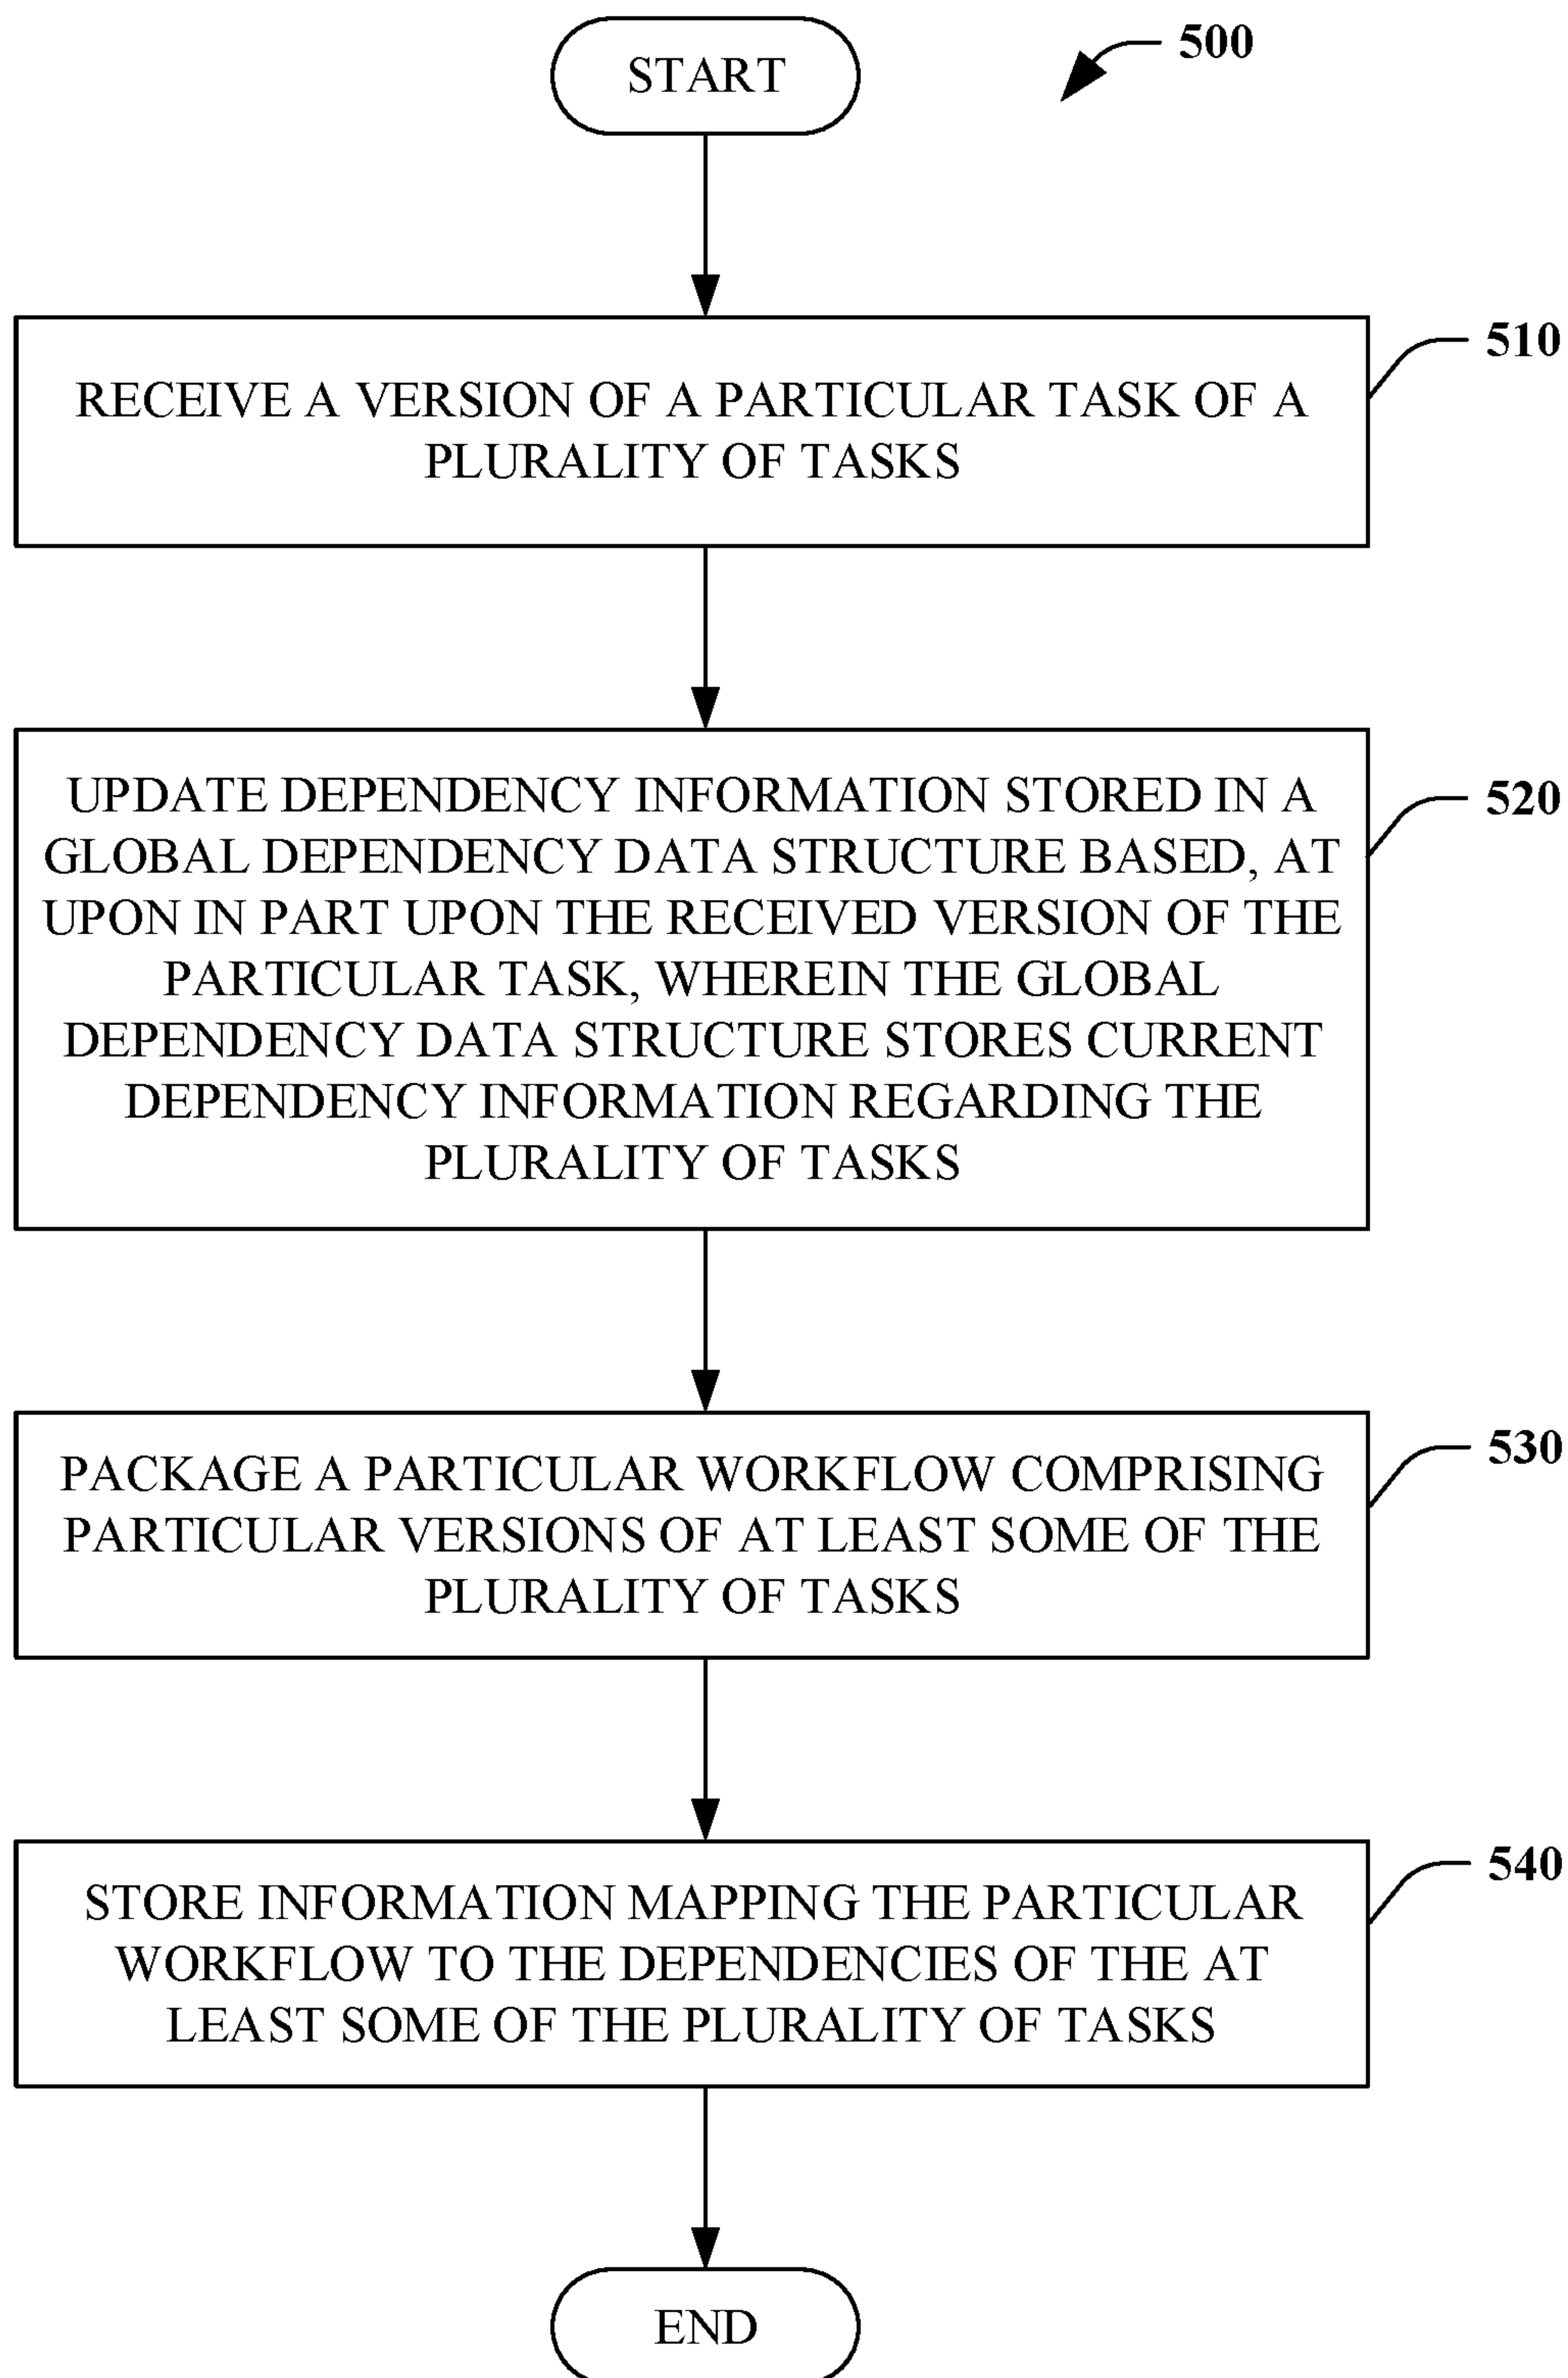 START
500
510
RECEIVE A VERSION OF A PARTICULAR TASK OF A
PLURALITY OF TASKS
520
UPDATE DEPENDENCY INFORMATION STORED IN A
GLOBAL DEPENDENCY DATA STRUCTURE BASED, AT
UPON IN PART UPON THE RECEIVED VERSION OF THE
PARTICULAR TASK, WHEREIN THE GLOBAL
DEPENDENCY DATA STRUCTURE STORES CURRENT
DEPENDENCY INFORMATION REGARDING THE
PLURALITY OF TASKS
530
PACKAGE A PARTICULAR WORKFLOW COMPRISING
PARTICULAR VERSIONS OF AT LEAST SOME OF THE
PLURALITY OF TASKS
540
STORE INFORMATION MAPPING THE PARTICULAR
WORKFLOW TO THE DEPENDENCIES OF THE AT
LEAST SOME OF THE PLURALITY OF TASKS
END